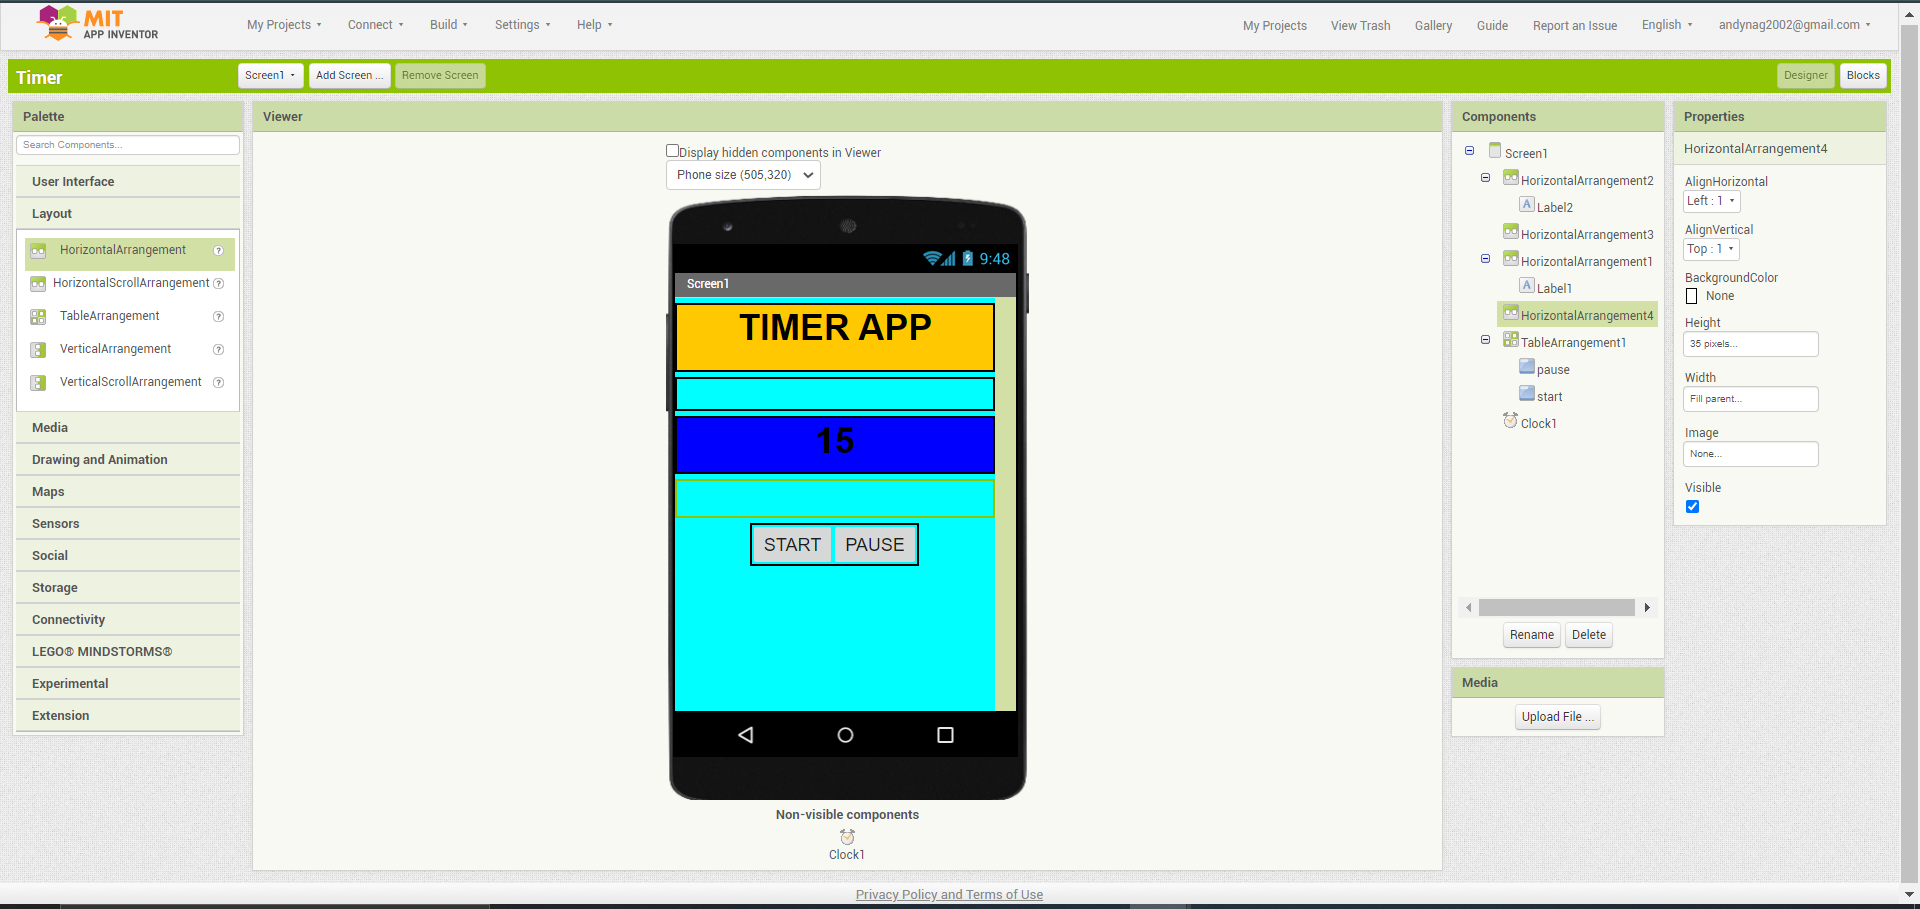 MIT
APP INVENTOR
My Projects
Connect
Build
Settings
Help
My Projects
View Trash
Gallery
Guide
Report an Issue
English
andynag2002@gmail.com
Timer
Screen1
Add Screen ...
Remove Screen
Designer
Blocks
Palette
Search Components...
User Interface
Layout
HorizontalArrangement
?
HorizontalScrollArrangement
?
TableArrangement
?
VerticalArrangement
?
VerticalScrollArrangement
?
Media
Drawing and Animation
Maps
Sensors
Social
Storage
Connectivity
LEGO® MINDSTORMS®
Experimental
Extension
Viewer
Display hidden components in Viewer
Phone size (505,320)
9:48
Screen1
TIMER APP
15
START
PAUSE
Non-visible components
Clock1
Components
Screen1
HorizontalArrangement2
A
Label2
HorizontalArrangement3
HorizontalArrangement1
A
Label1
HorizontalArrangement4
TableArrangement1
pause
start
Clock1
Rename
Delete
Media
Upload File ...
Properties
HorizontalArrangement4
AlignHorizontal
Left : 1
AlignVertical
Top : 1
BackgroundColor
None
Height
35 pixels...
Width
Fill parent...
Image
None...
Visible
Privacy Policy and Terms of Use